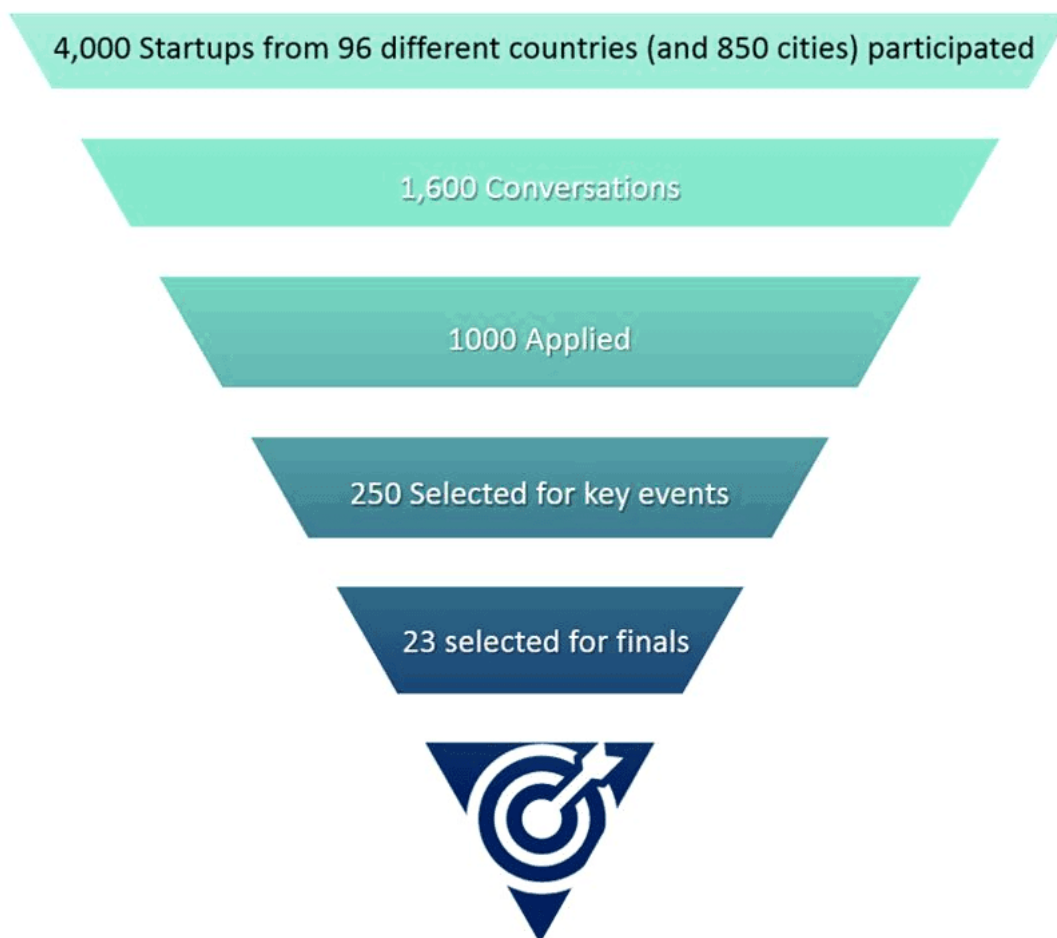 4,000 Startups from 96 different countries (and 850 cities) participated
1,600 Conversations
1000 Applied
250 Selected for key events
23 selected for finals